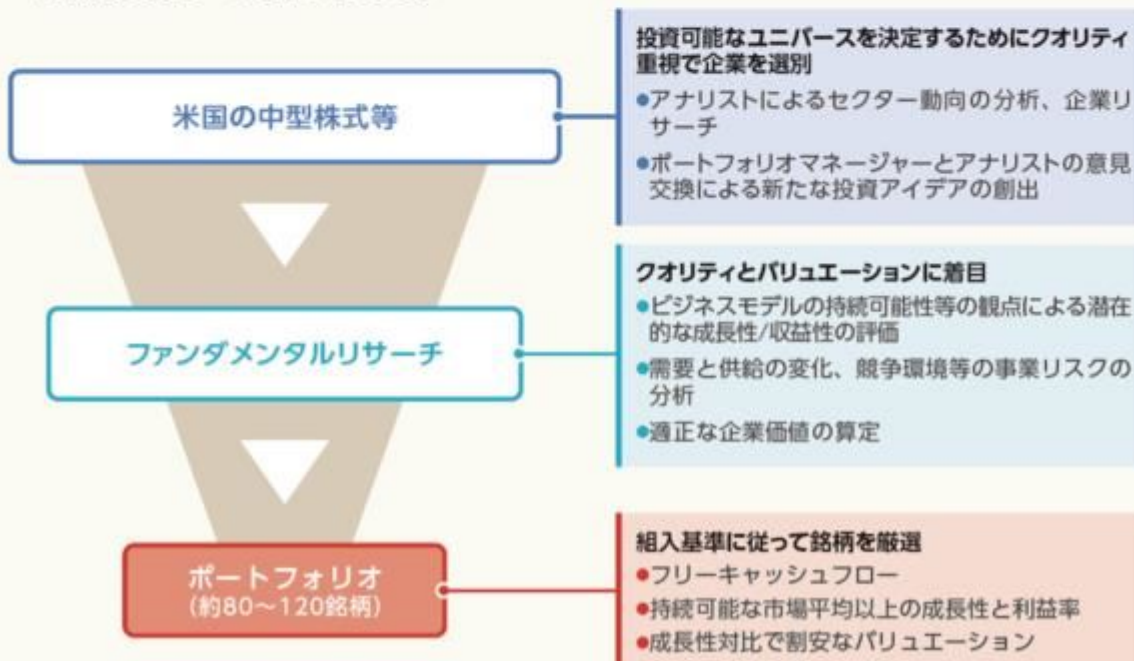 米国の中型株式等
投資可能なユニバースを決定するためにクオリティ
重視で企業を選別
●アナリストによるセクター動向の分析、企業リ
サーチ
●ポートフォリオマネージャーとアナリストの意見
交換による新たな投資アイデアの創出
ファンダメンタルリサーチ
クオリティとバリュエーションに着目
●ビジネスモデルの持続可能性等の観点による潜在
的な成長性/収益性の評価
●需要と供給の変化、競争環境等の事業リスクの
分析
●適正な企業価値の算定
ポートフォリオ
(約80～120銘柄)
組入基準に従って銘柄を厳選
●フリーキャッシュフロー
●持続可能な市場平均以上の成長性と利益率
●成長性対比で割安なバリュエーション